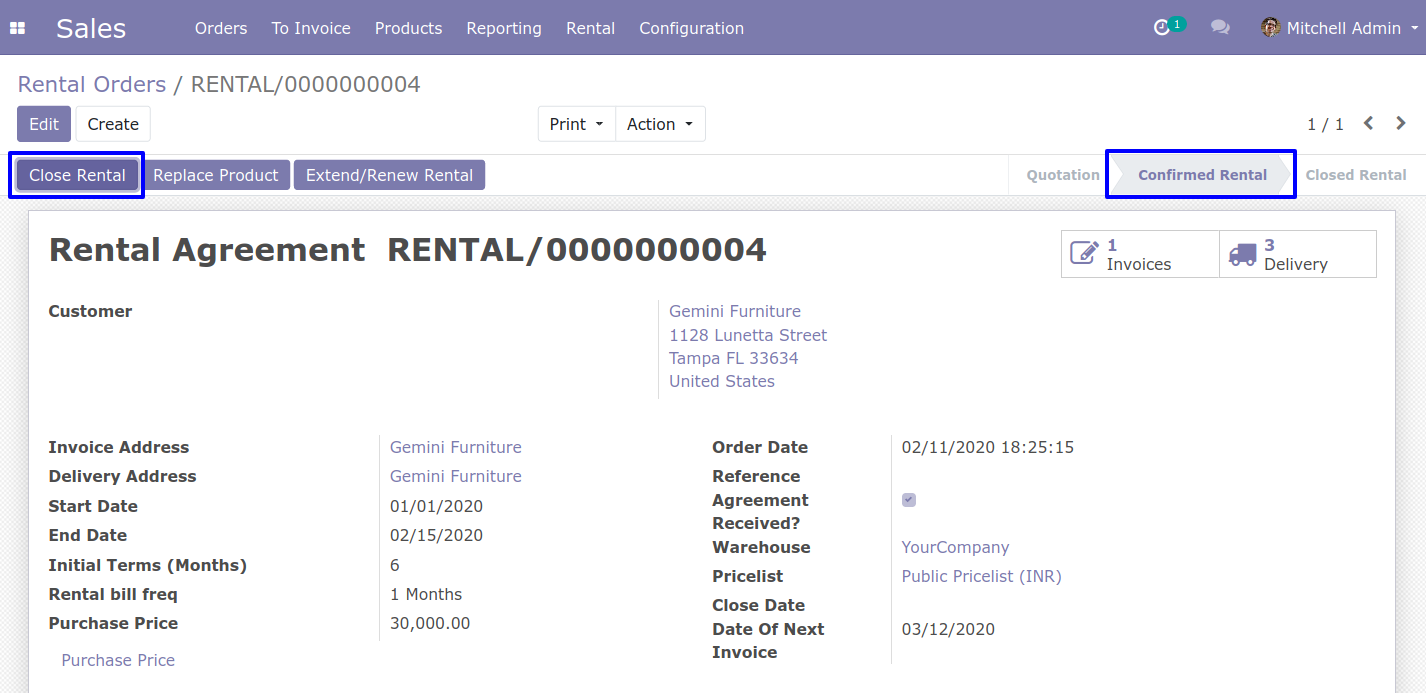 Sales Orders To Invoice Products Reporting Rental Configuration 1 Mitchell Admin
Rental Orders / RENTAL/0000000004
Edit Create Print Action 1 / 1
Close Rental Replace Product Extend/Renew Rental Quotation Confirmed Rental Closed Rental
Rental Agreement RENTAL/0000000004
1 Invoices
3 Delivery
Customer
Gemini Furniture
1128 Lunetta Street
Tampa FL 33634
United States
Invoice Address Gemini Furniture
Delivery Address Gemini Furniture
Start Date 01/01/2020
End Date 02/15/2020
Initial Terms (Months) 6
Rental bill freq 1 Months
Purchase Price 30,000.00
Purchase Price
Order Date 02/11/2020 18:25:15
Reference
Agreement
Received?
Warehouse YourCompany
Pricelist Public Pricelist (INR)
Close Date
Date Of Next 03/12/2020
Invoice